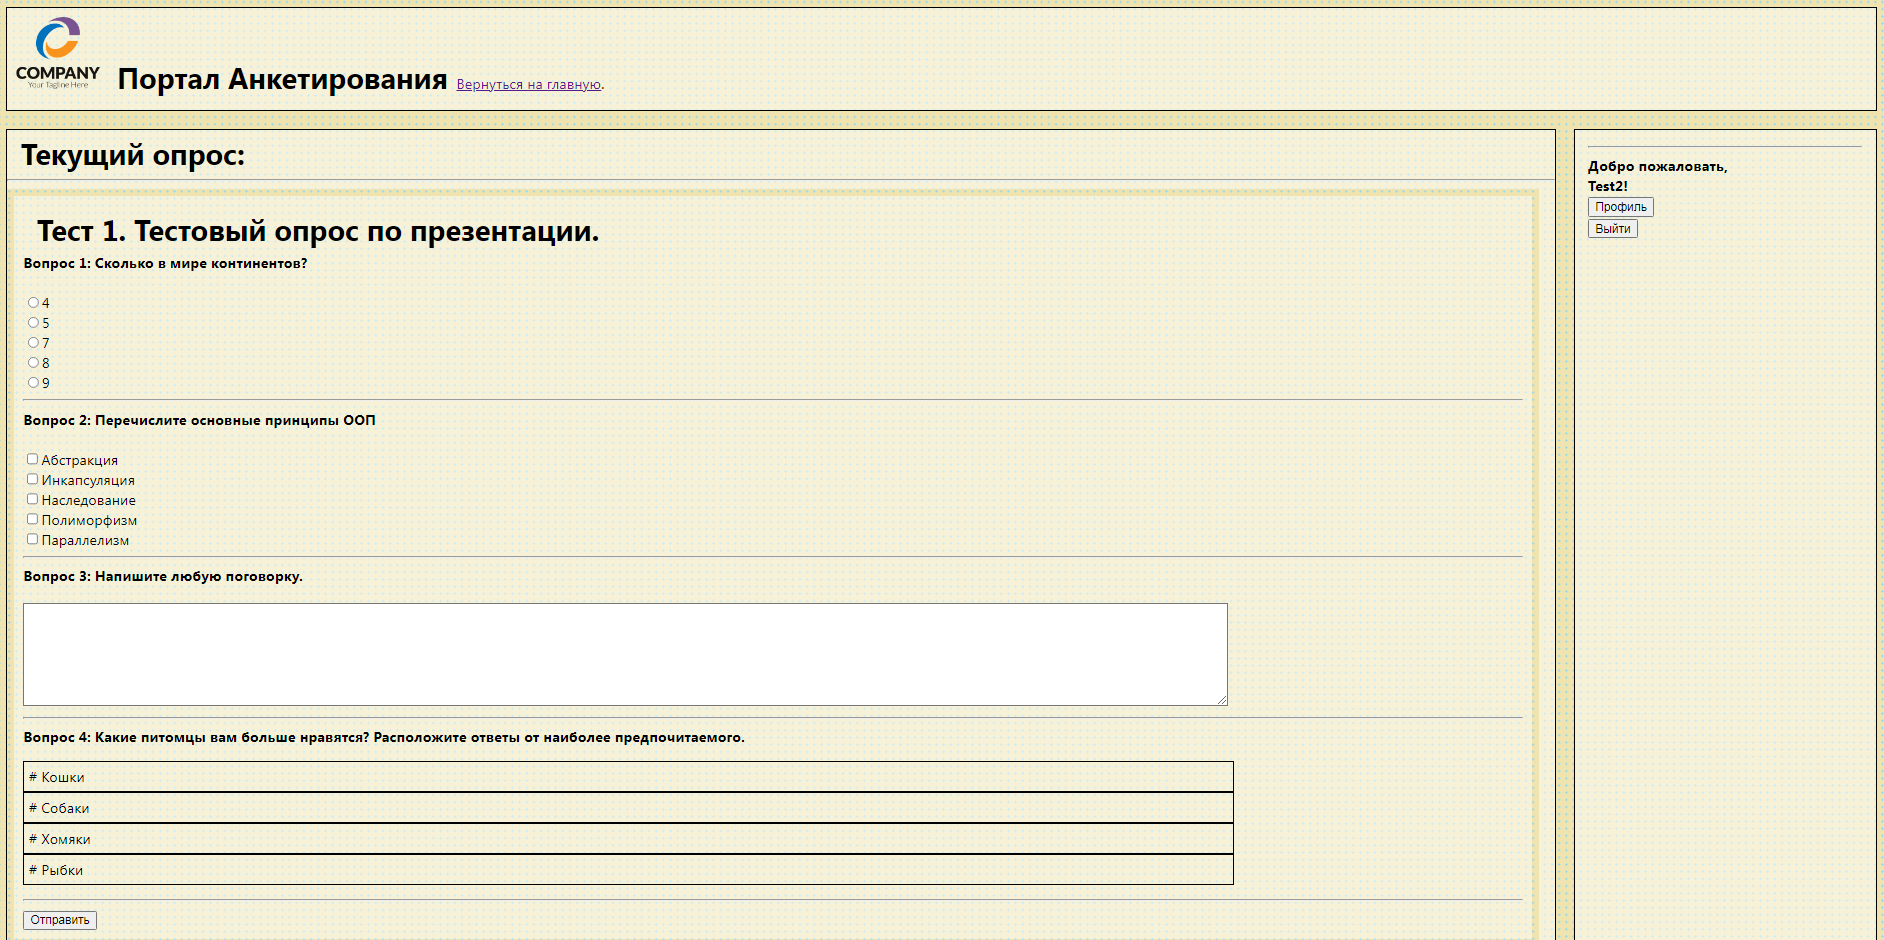 COMPANY
Your Tagline Here
Портал Анкетирования Вернуться на главную.
Текущий опрос:
Тест 1. Тестовый опрос по презентации.
Вопрос 1: Сколько в мире континентов?
4
5
7
8
9
Вопрос 2: Перечислите основные принципы ООП
Абстракция
Инкапсуляция
Наследование
Полиморфизм
Параллелизм
Вопрос 3: Напишите любую поговорку.
Вопрос 4: Какие питомцы вам больше нравятся? Расположите ответы от наиболее предпочитаемого.
# Кошки
# Собаки
# Хомяки
# Рыбки
Отправить
Добро пожаловать,
Test2!
Профиль
Выйти